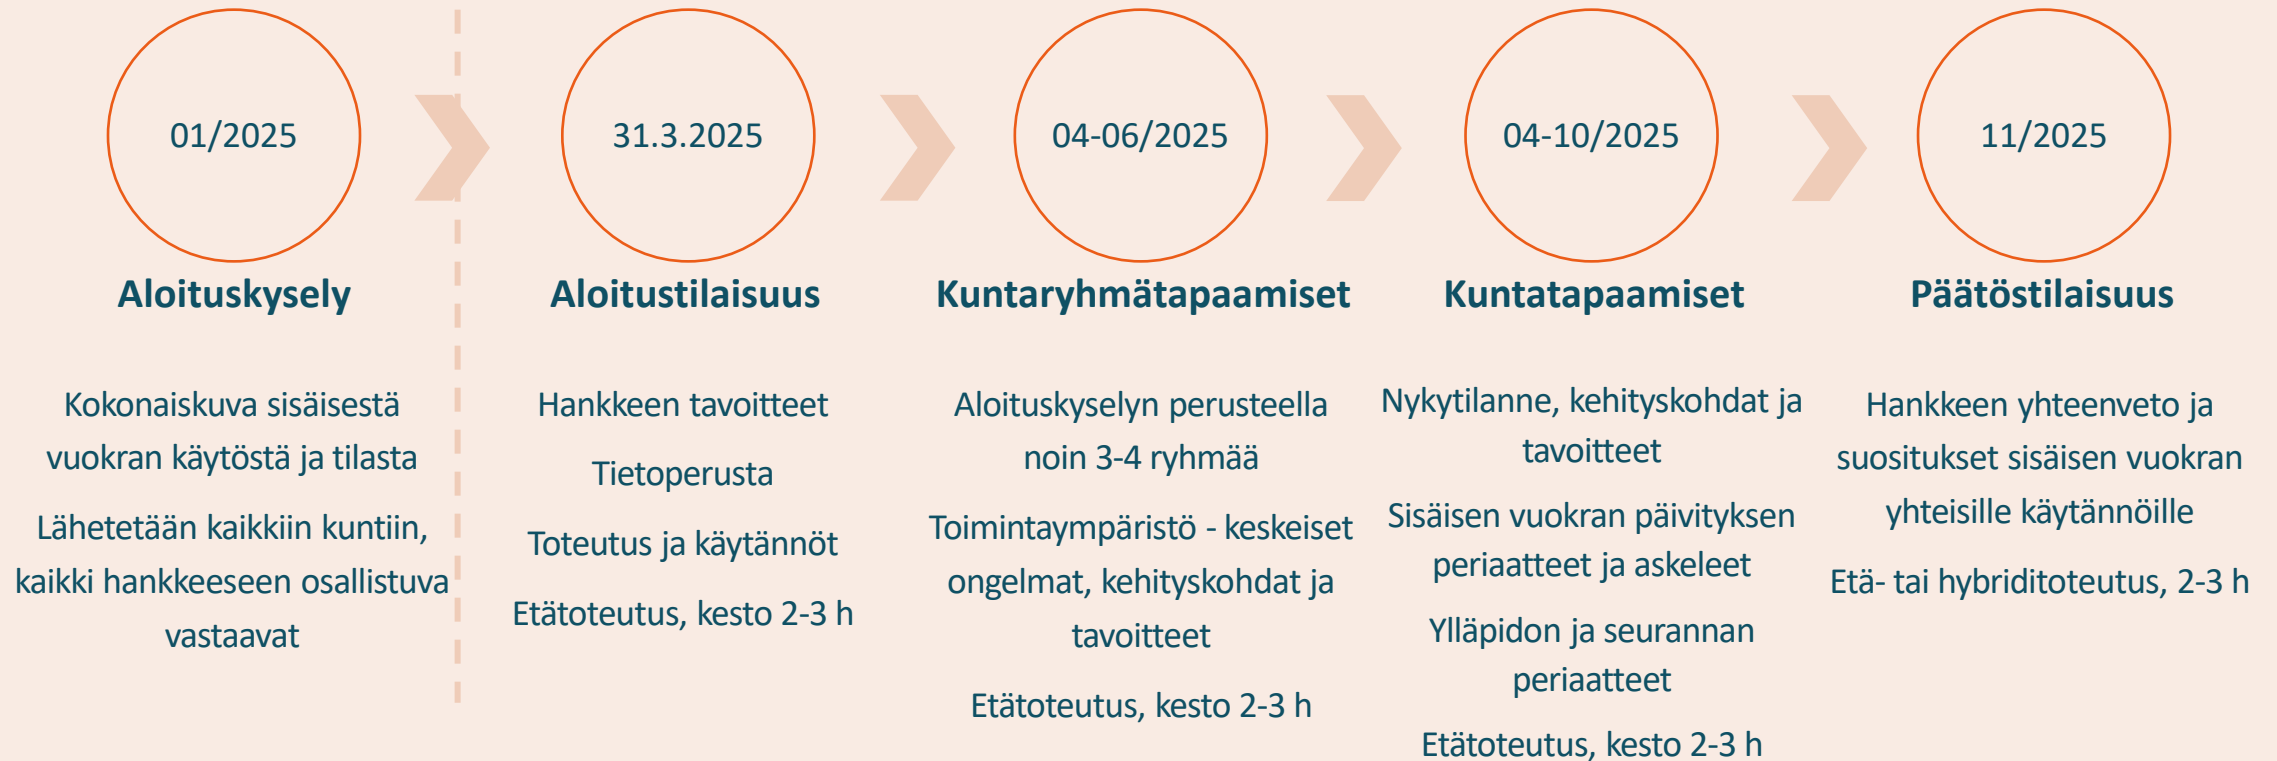 01/2025
Aloituskysely
Kokonaiskuva sisäisestä
vuokran käytöstä ja tilasta
Lähetetään kaikkiin kuntiin,
kaikki hankkeeseen osallistuva
vastaavat
31.3.2025
Aloitustilaisuus
Hankkeen tavoitteet
Tietoperusta
Toteutus ja käytännöt
Etätoteutus, kesto 2-3 h
04-06/2025
Kuntaryhmätapaamiset
Aloituskyselyn perusteella
noin 3-4 ryhmää
Toimintaympäristö - keskeiset
ongelmat, kehityskohdat ja
tavoitteet
Etätoteutus, kesto 2-3 h
04-10/2025
Kuntatapaamiset
Nykytilanne, kehityskohdat ja
tavoitteet
Sisäisen vuokran päivityksen
periaatteet ja askeleet
Ylläpidon ja seurannan
periaatteet
Etätoteutus, kesto 2-3 h
11/2025
Päätöstilaisuus
Hankkeen yhteenveto ja
suositukset sisäisen vuokran
yhteisille käytännöille
Etä- tai hybriditoteutus, 2-3 h